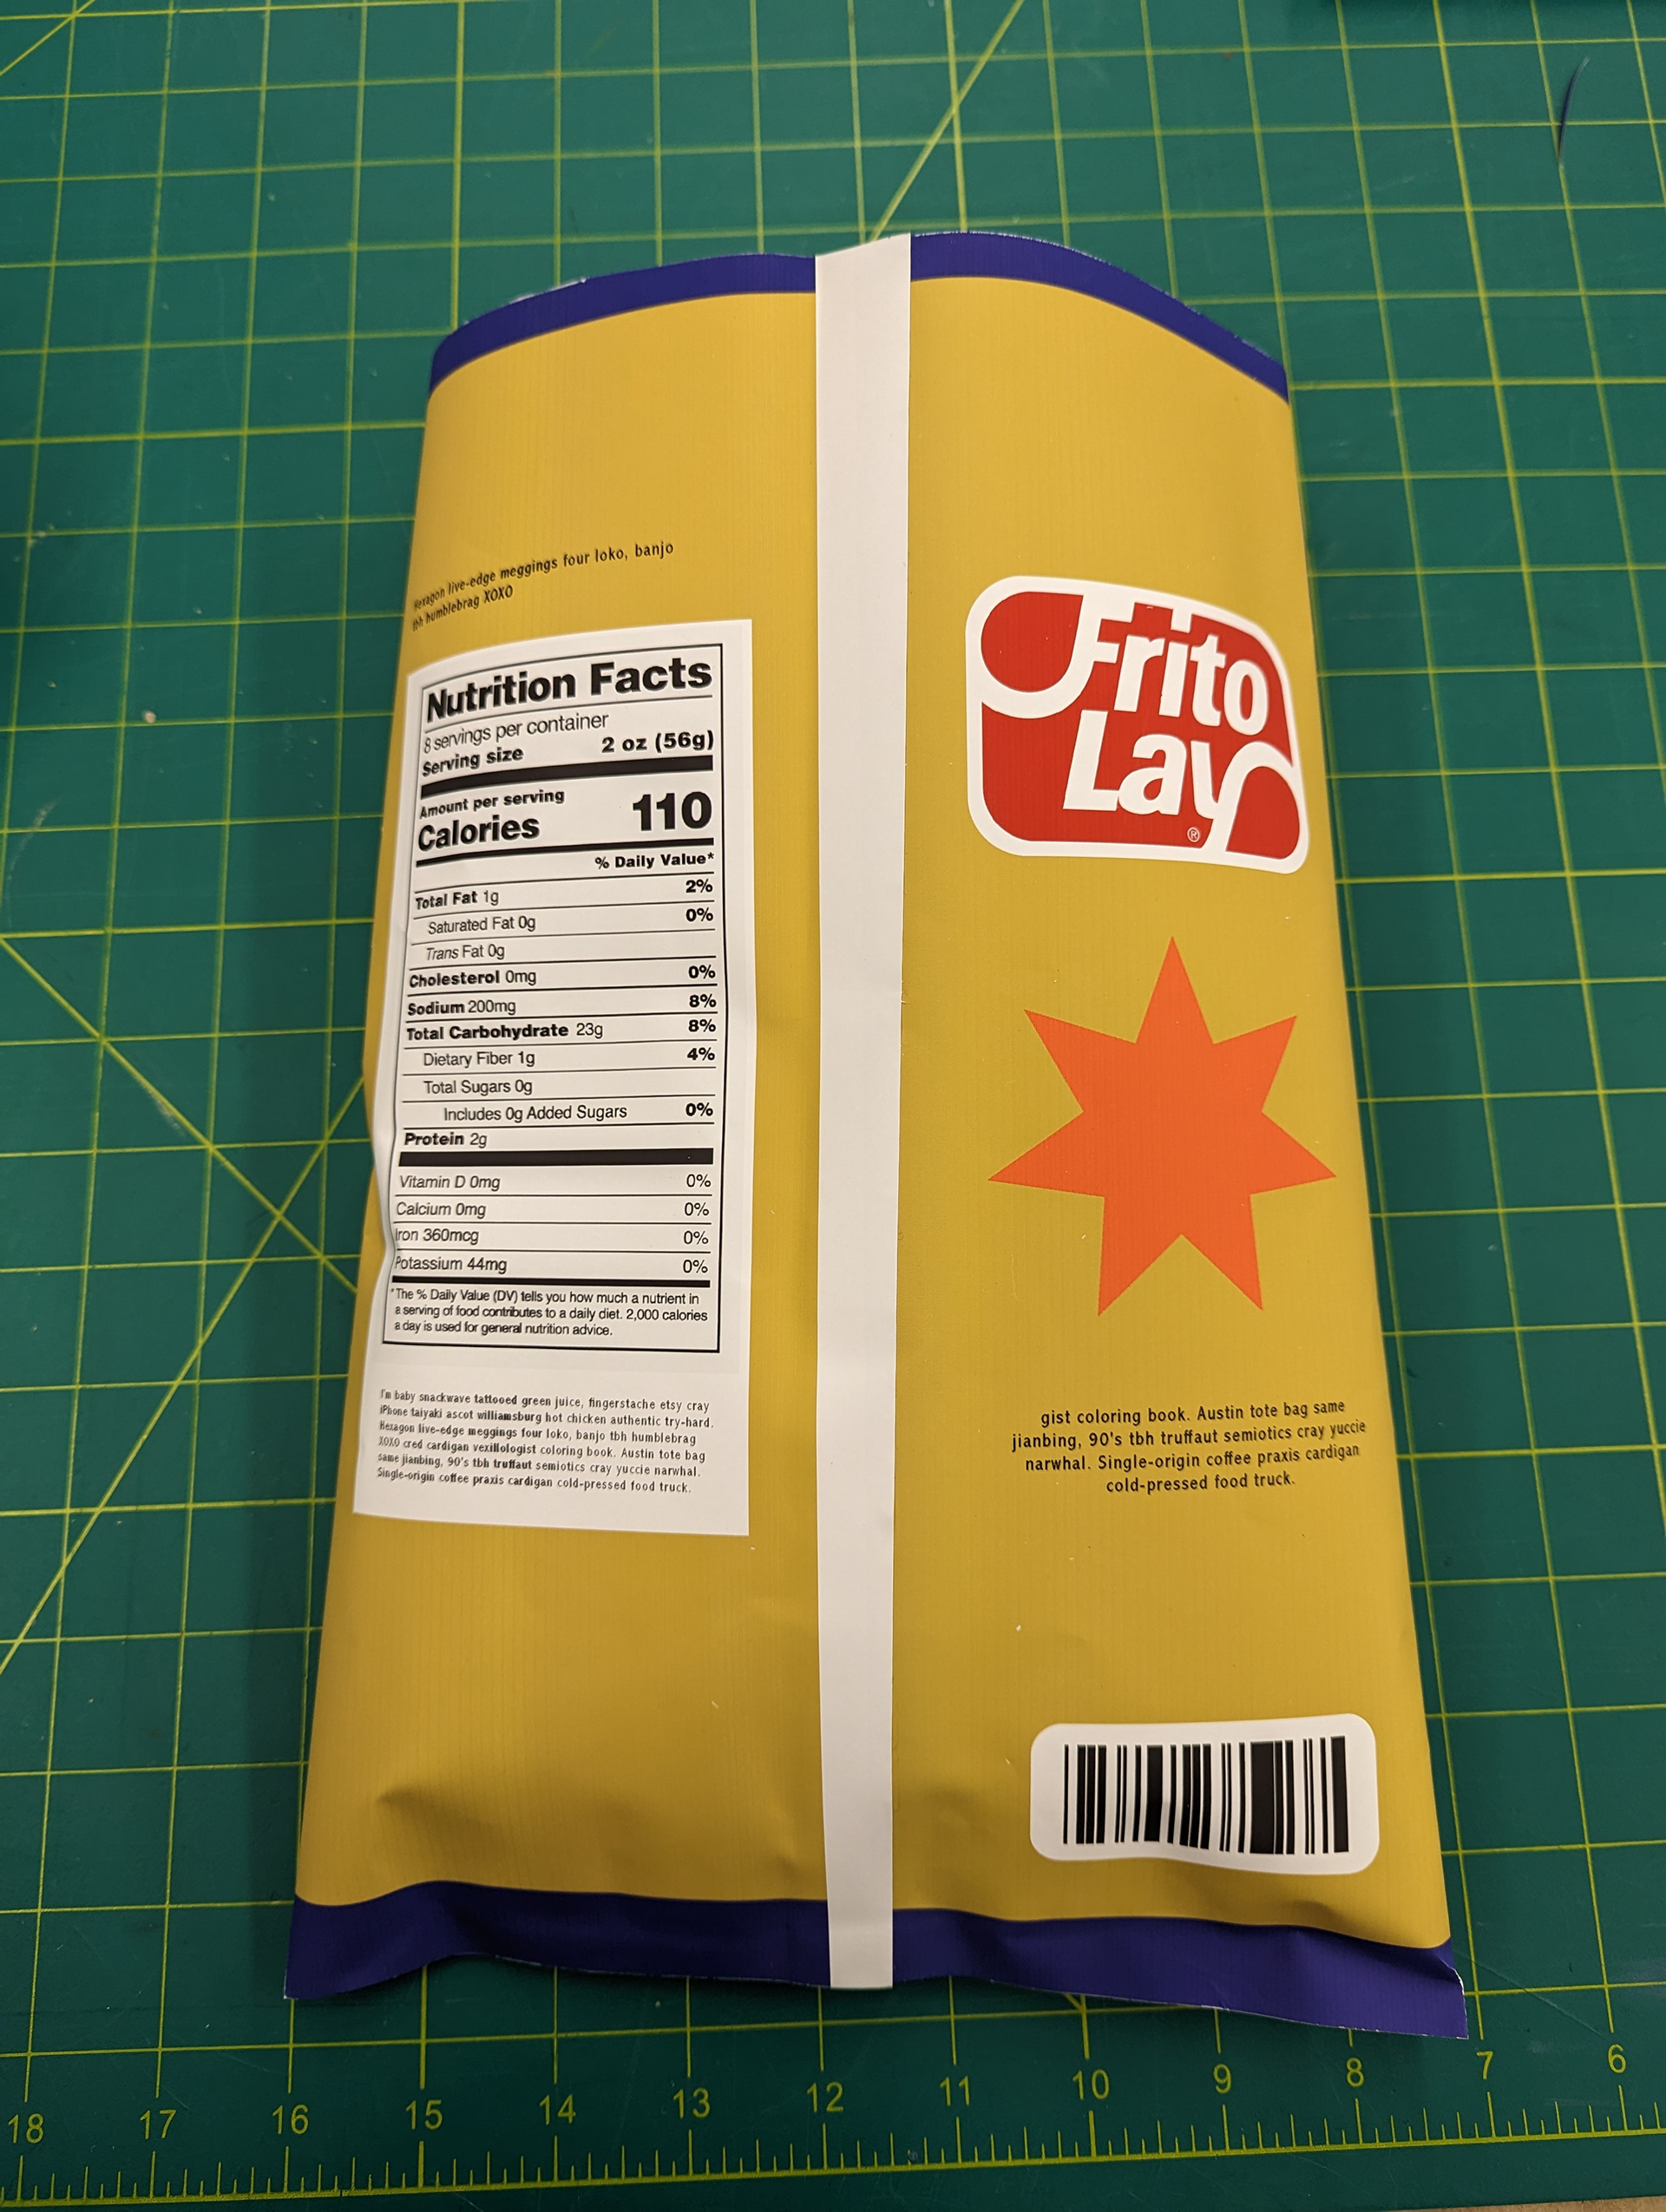 Hexagon live-edge meggings four loko, banjo
tbh humblebrag XOXO
Nutrition Facts
8 servings per container
Serving size 2 oz (56g)
Amount per serving
Calories 110
% Daily Value*
Total Fat 1g 2%
Saturated Fat 0g 0%
Trans Fat 0g
Cholesterol 0mg 0%
Sodium 200mg 8%
Total Carbohydrate 23g 8%
Dietary Fiber 1g 4%
Total Sugars 0g
Includes 0g Added Sugars 0%
Protein 2g
Vitamin D 0mg 0%
Calcium 0mg 0%
Iron 360mcg 0%
Potassium 44mg 0%
*The % Daily Value (DV) tells you how much a nutrient in
a serving of food contributes to a daily diet. 2,000 calories
a day is used for general nutrition advice.
I'm baby snackwave tattooed green juice, fingerstache etsy cray
iPhone taiyaki ascot williamsburg hot chicken authentic try-hard.
Hexagon live-edge meggings four loko, banjo tbh humblebrag
XOXO cred cardigan vexillologist coloring book. Austin tote bag
same jianbing, 90's tbh truffaut semiotics cray yuccie narwhal.
Single-origin coffee praxis cardigan cold-pressed food truck.
Frito
Lay
®
gist coloring book. Austin tote bag same
jianbing, 90's tbh truffaut semiotics cray yuccie
narwhal. Single-origin coffee praxis cardigan
cold-pressed food truck.
18 17 16 15 14 13 12 11 10 9 8 7 6